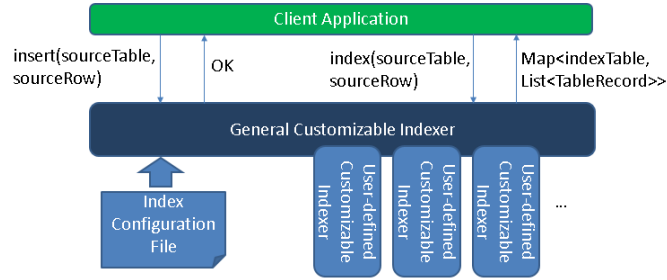 Client Application
insert(sourceTable,
sourceRow)
OK
index(sourceTable,
sourceRow)
Map<indexTable,
List<TableRecord>>
General Customizable Indexer
Index
Configuration
File
User-defined
Customizable
Indexer
User-defined
Customizable
Indexer
User-defined
Customizable
Indexer
...